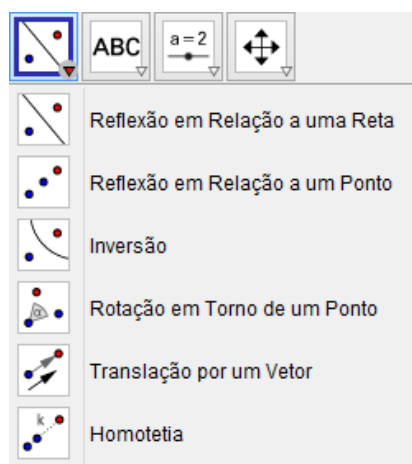 ABC a=2
Reflexão em Relação a uma Reta
Reflexão em Relação a um Ponto
Inversão
α Rotação em Torno de um Ponto
Translação por um Vetor
k Homotetia